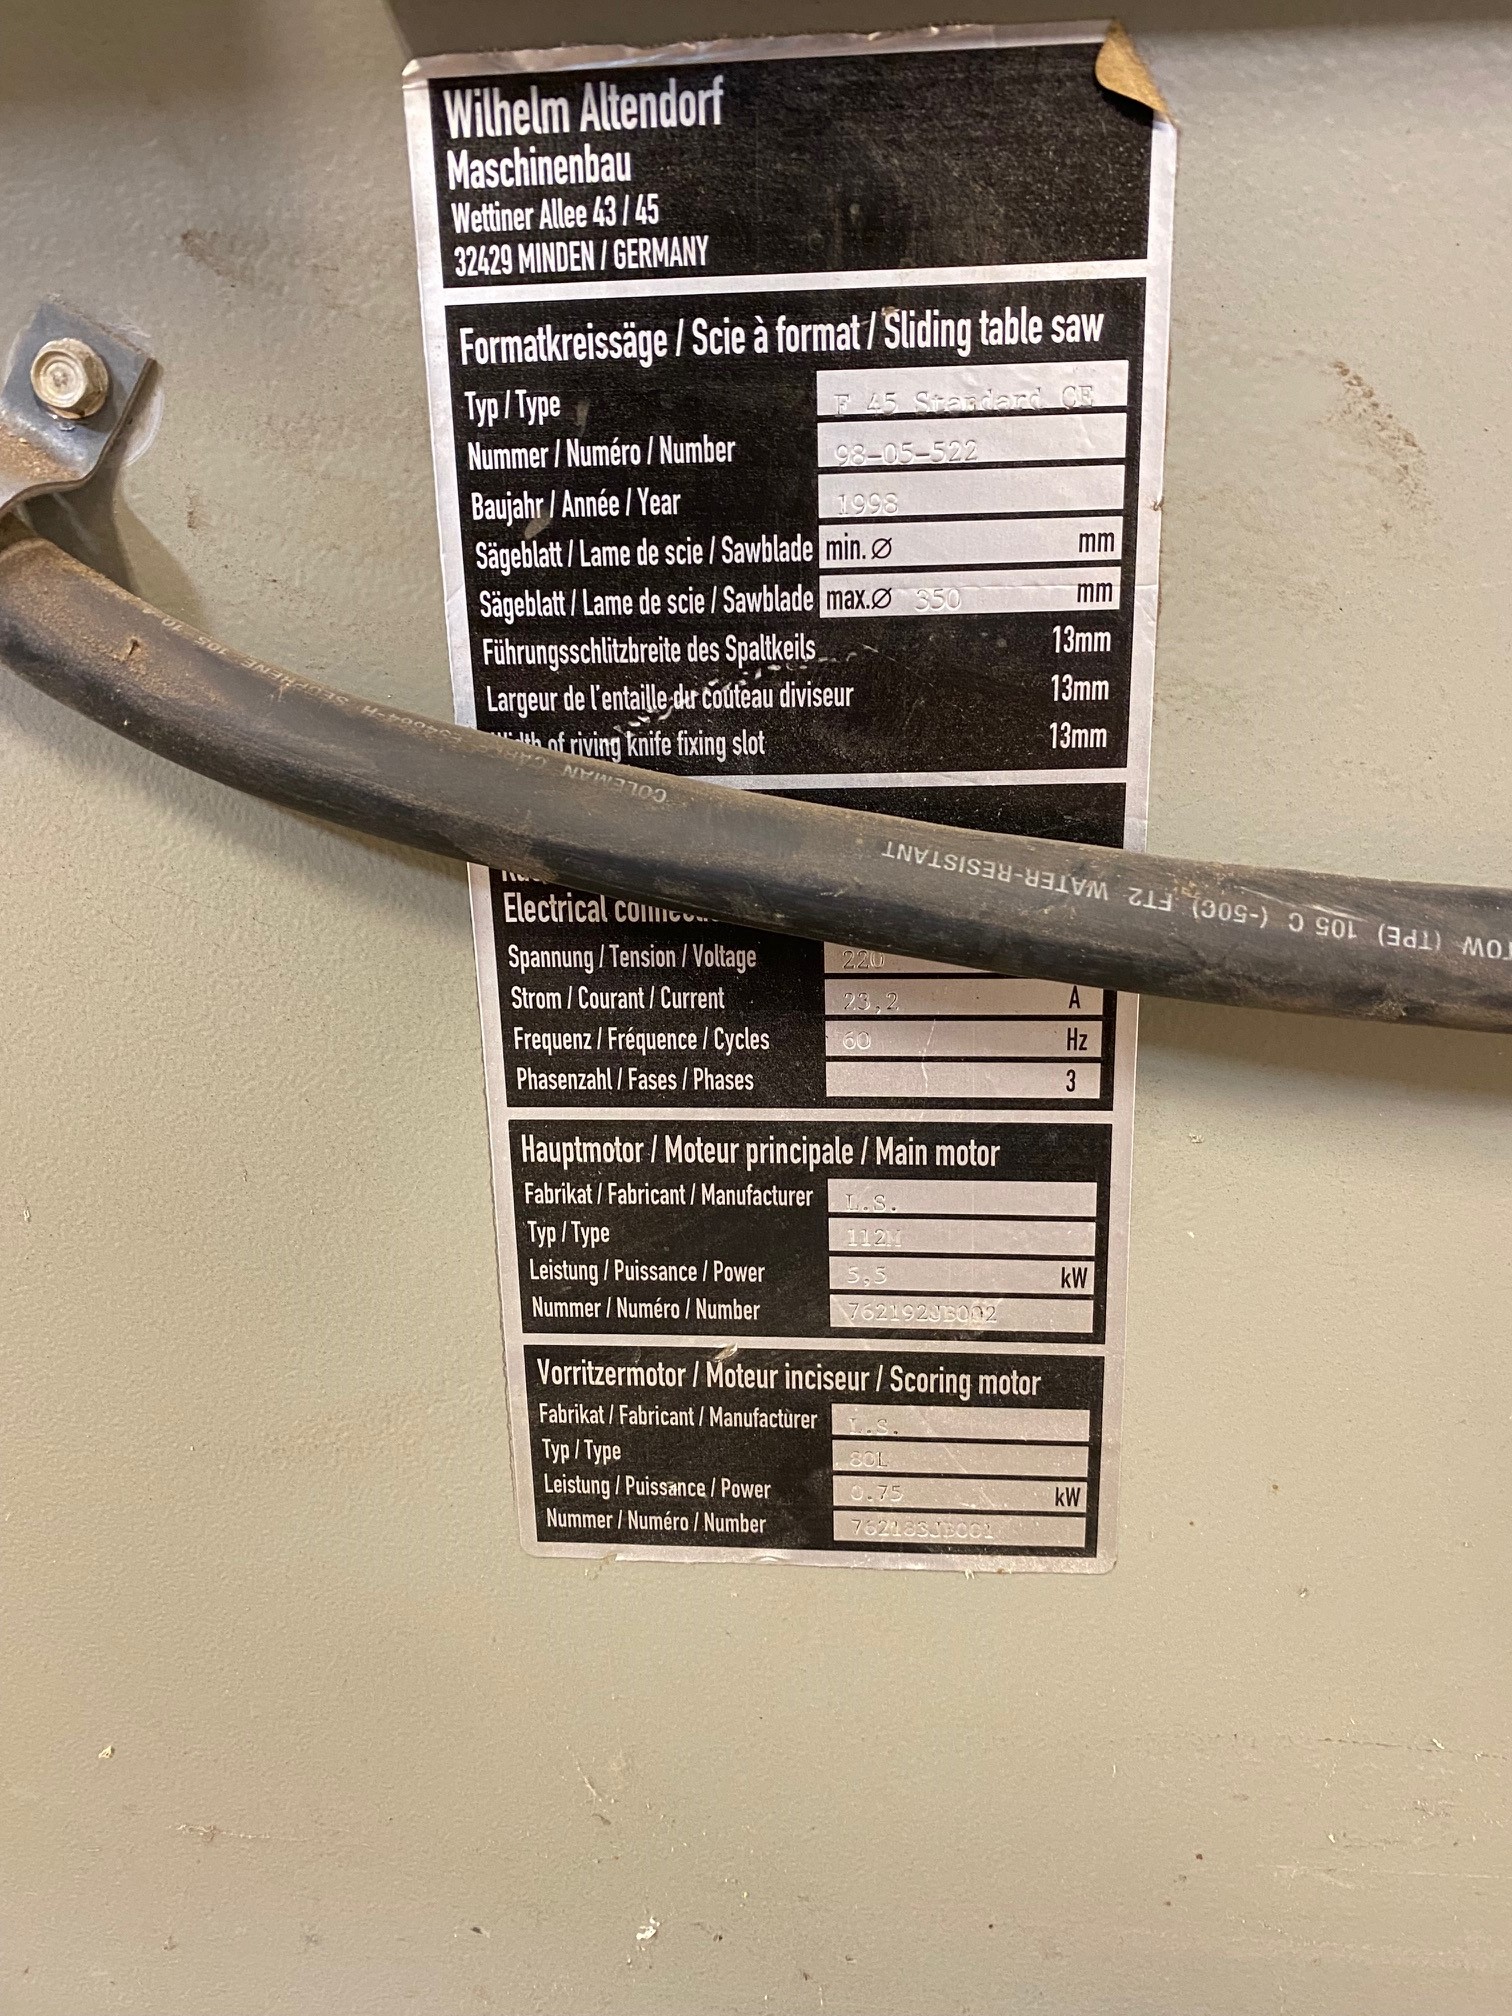 Wilhelm Altendorf
Maschinenbau
Wettiner Allee 43 / 45
32429 MINDEN / GERMANY
Formatkreissäge / Scie à format / Sliding table saw
Typ / Type F 45 Standard CE
Nummer / Numéro / Number 98-05-522
Baujahr / Année / Year 1998
Sägeblatt / Lame de scie / Sawblade min. Ø mm
Sägeblatt / Lame de scie / Sawblade max.Ø 350 mm
Führungsschlitzbreite des Spaltkeils 13mm
Largeur de l'entaille du couteau diviseur 13mm
Width of riving knife fixing slot 13mm
COLEMAN
TOW (TPE) 105 C (-50C) FT2 WATER-RESISTANT
Electrical
Spannung / Tension / Voltage 220
Strom / Courant / Current 23,2 A
Frequenz / Fréquence / Cycles 60 Hz
Phasenzahl / Fases / Phases 3
Hauptmotor / Moteur principale / Main motor
Fabrikat / Fabricant / Manufacturer L.S.
Typ / Type 112M
Leistung / Puissance / Power 5,5 kW
Nummer / Numéro / Number 762192JB002
Vorritzermotor / Moteur inciseur / Scoring motor
Fabrikat / Fabricant / Manufacturer L.S.
Typ / Type 80L
Leistung / Puissance / Power 0.75 kW
Nummer / Numéro / Number 762183JB001